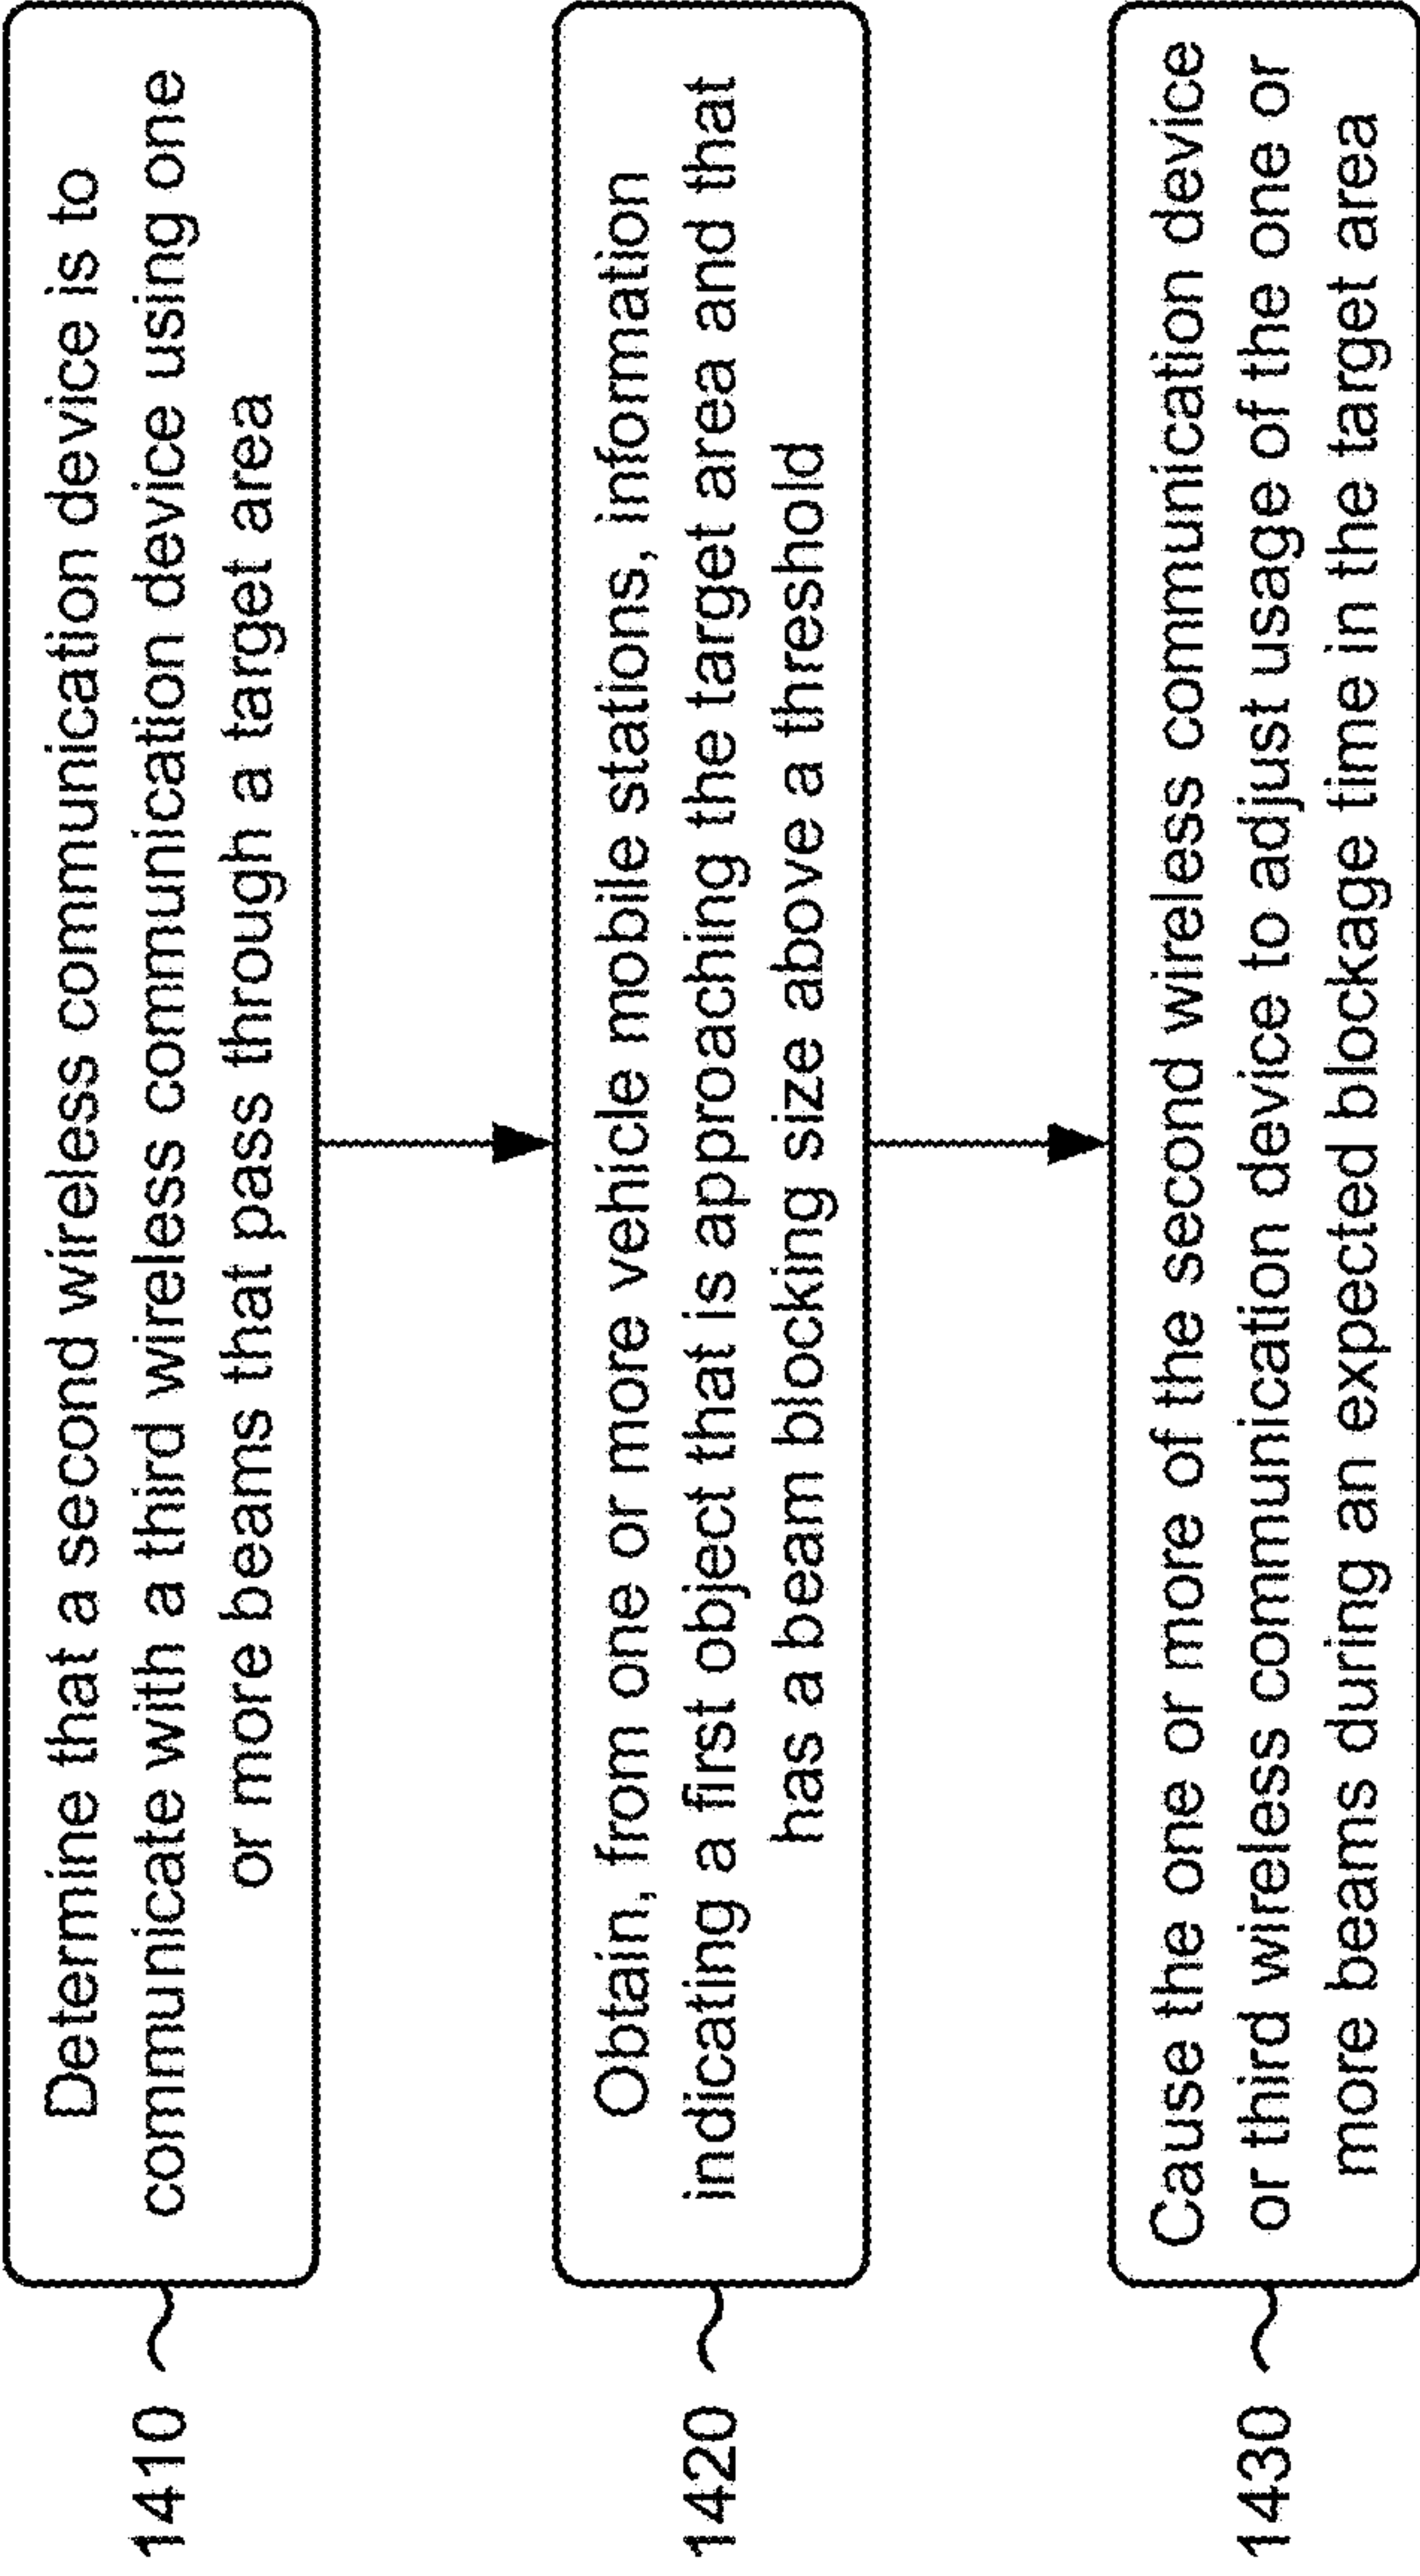 1410
Determine that a second wireless communication device is to
communicate with a third wireless communication device using one
or more beams that pass through a target area
1420
Obtain, from one or more vehicle mobile stations, information
indicating a first object that is approaching the target area and that
has a beam blocking size above a threshold
1430
Cause the one or more of the second wireless communication device
or third wireless communication device to adjust usage of the one or
more beams during an expected blockage time in the target area